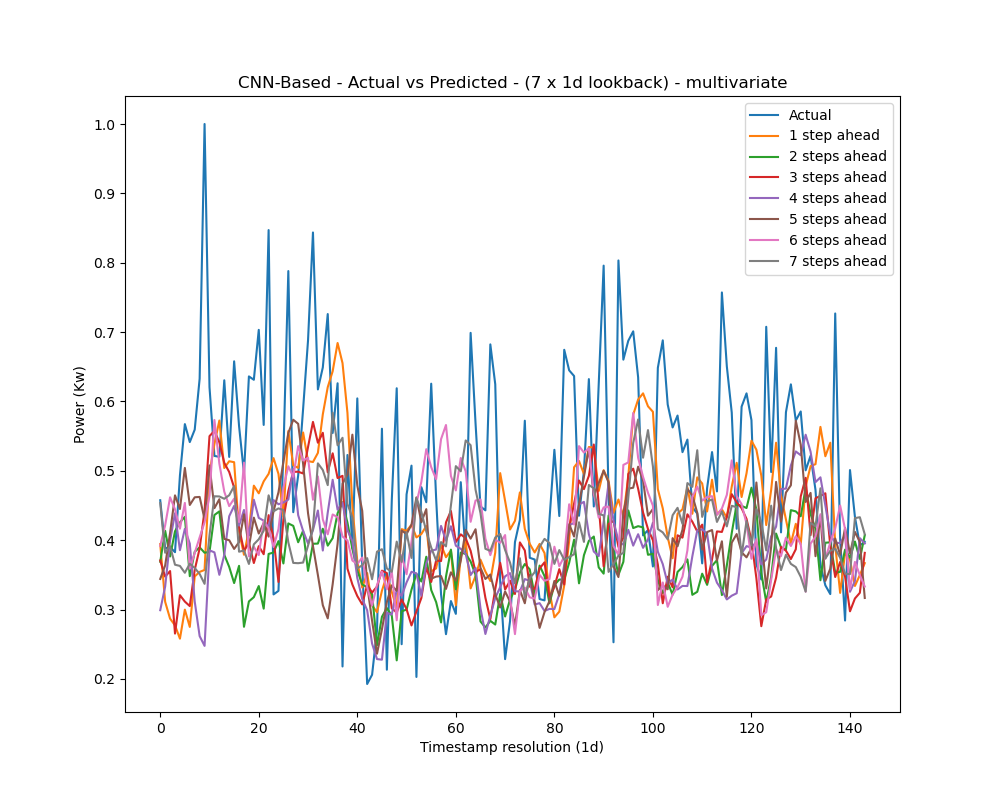 CNN-Based - Actual vs Predicted - (7 x 1d lookback) - multivariate
Actual
1 step ahead
2 steps ahead
3 steps ahead
4 steps ahead
5 steps ahead
6 steps ahead
7 steps ahead
Power (Kw)
1.0
0.9
0.8
0.7
0.6
0.5
0.4
0.3
0.2
0 20 40 60 80 100 120 140
Timestamp resolution (1d)